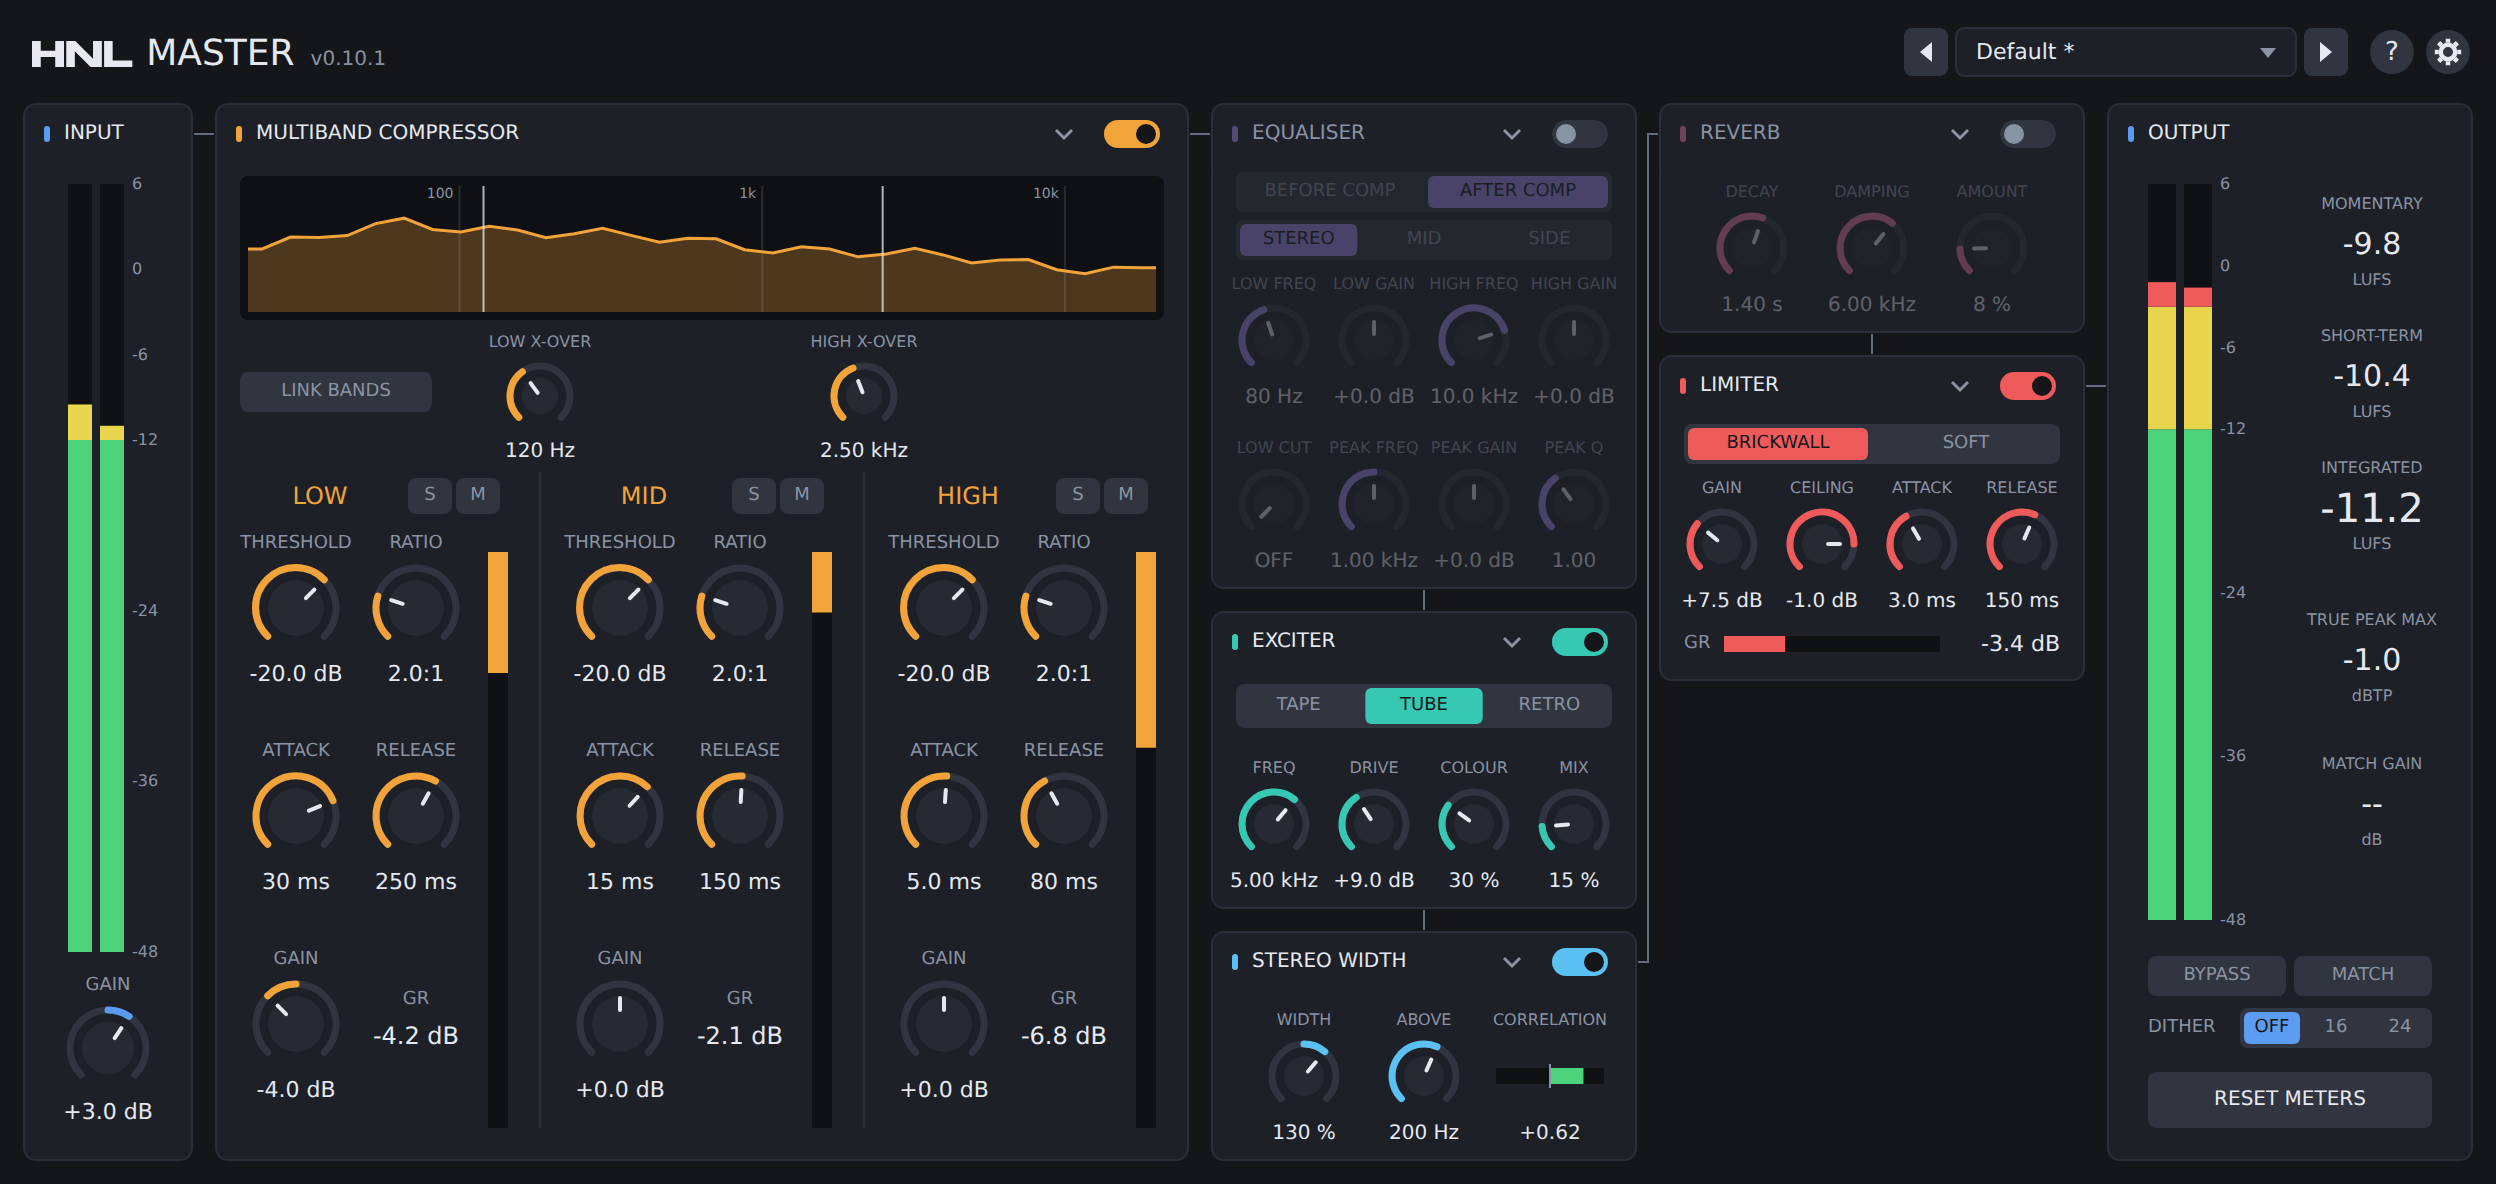 HNL MASTER v0.10.1
Default *
?
INPUT
6
0
-6
-12
-24
-36
-48
GAIN
+3.0 dB
MULTIBAND COMPRESSOR
100 1k 10k
LINK BANDS
LOW X-OVER
120 Hz
HIGH X-OVER
2.50 kHz
LOW S M
THRESHOLD RATIO
-20.0 dB 2.0:1
ATTACK RELEASE
30 ms 250 ms
GAIN
-4.0 dB
GR
-4.2 dB
MID S M
THRESHOLD RATIO
-20.0 dB 2.0:1
ATTACK RELEASE
15 ms 150 ms
GAIN
+0.0 dB
GR
-2.1 dB
HIGH S M
THRESHOLD RATIO
-20.0 dB 2.0:1
ATTACK RELEASE
5.0 ms 80 ms
GAIN
+0.0 dB
GR
-6.8 dB
EQUALISER
BEFORE COMP AFTER COMP
STEREO MID SIDE
LOW FREQ LOW GAIN HIGH FREQ HIGH GAIN
80 Hz +0.0 dB 10.0 kHz +0.0 dB
LOW CUT PEAK FREQ PEAK GAIN PEAK Q
OFF 1.00 kHz +0.0 dB 1.00
EXCITER
TAPE TUBE RETRO
FREQ DRIVE COLOUR MIX
5.00 kHz +9.0 dB 30 % 15 %
STEREO WIDTH
WIDTH ABOVE CORRELATION
130 % 200 Hz +0.62
REVERB
DECAY DAMPING AMOUNT
1.40 s 6.00 kHz 8 %
LIMITER
BRICKWALL SOFT
GAIN CEILING ATTACK RELEASE
+7.5 dB -1.0 dB 3.0 ms 150 ms
GR -3.4 dB
OUTPUT
6
0
-6
-12
-24
-36
-48
MOMENTARY
-9.8
LUFS
SHORT-TERM
-10.4
LUFS
INTEGRATED
-11.2
LUFS
TRUE PEAK MAX
-1.0
dBTP
MATCH GAIN
--
dB
BYPASS MATCH
DITHER OFF 16 24
RESET METERS